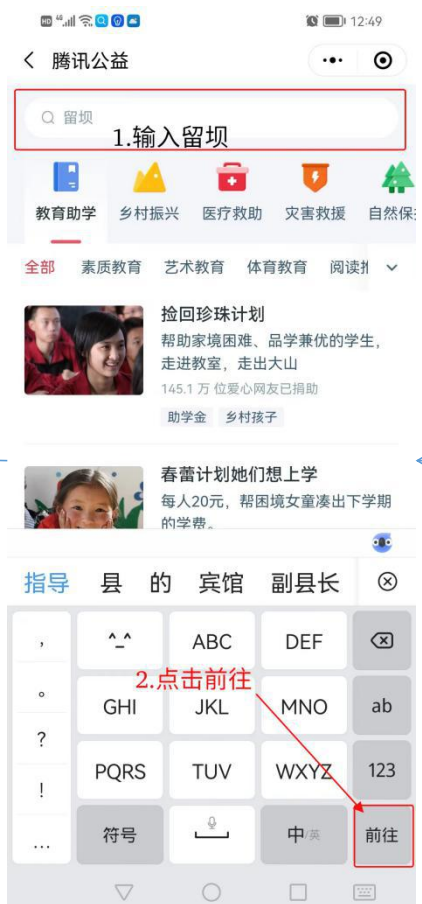 HD 4G 12:49
腾讯公益
留坝
1.输入留坝
教育助学 乡村振兴 医疗救助 灾害救援 自然保
全部 素质教育 艺术教育 体育教育 阅读
捡回珍珠计划
帮助家境困难、品学兼优的学生,
走进教室，走出大山
145.1 万 位爱心网友已捐助
助学金 乡村孩子
春蕾计划她们想上学
每人20元，帮困境女童凑出下学期
的学费。
指导 县 的 宾馆 副县长
， ^_^ ABC DEF
2.点击前往
。 GHI JKL MNO ab
？
PQRS TUV WXYZ 123
！
... 符号 中/英 前往